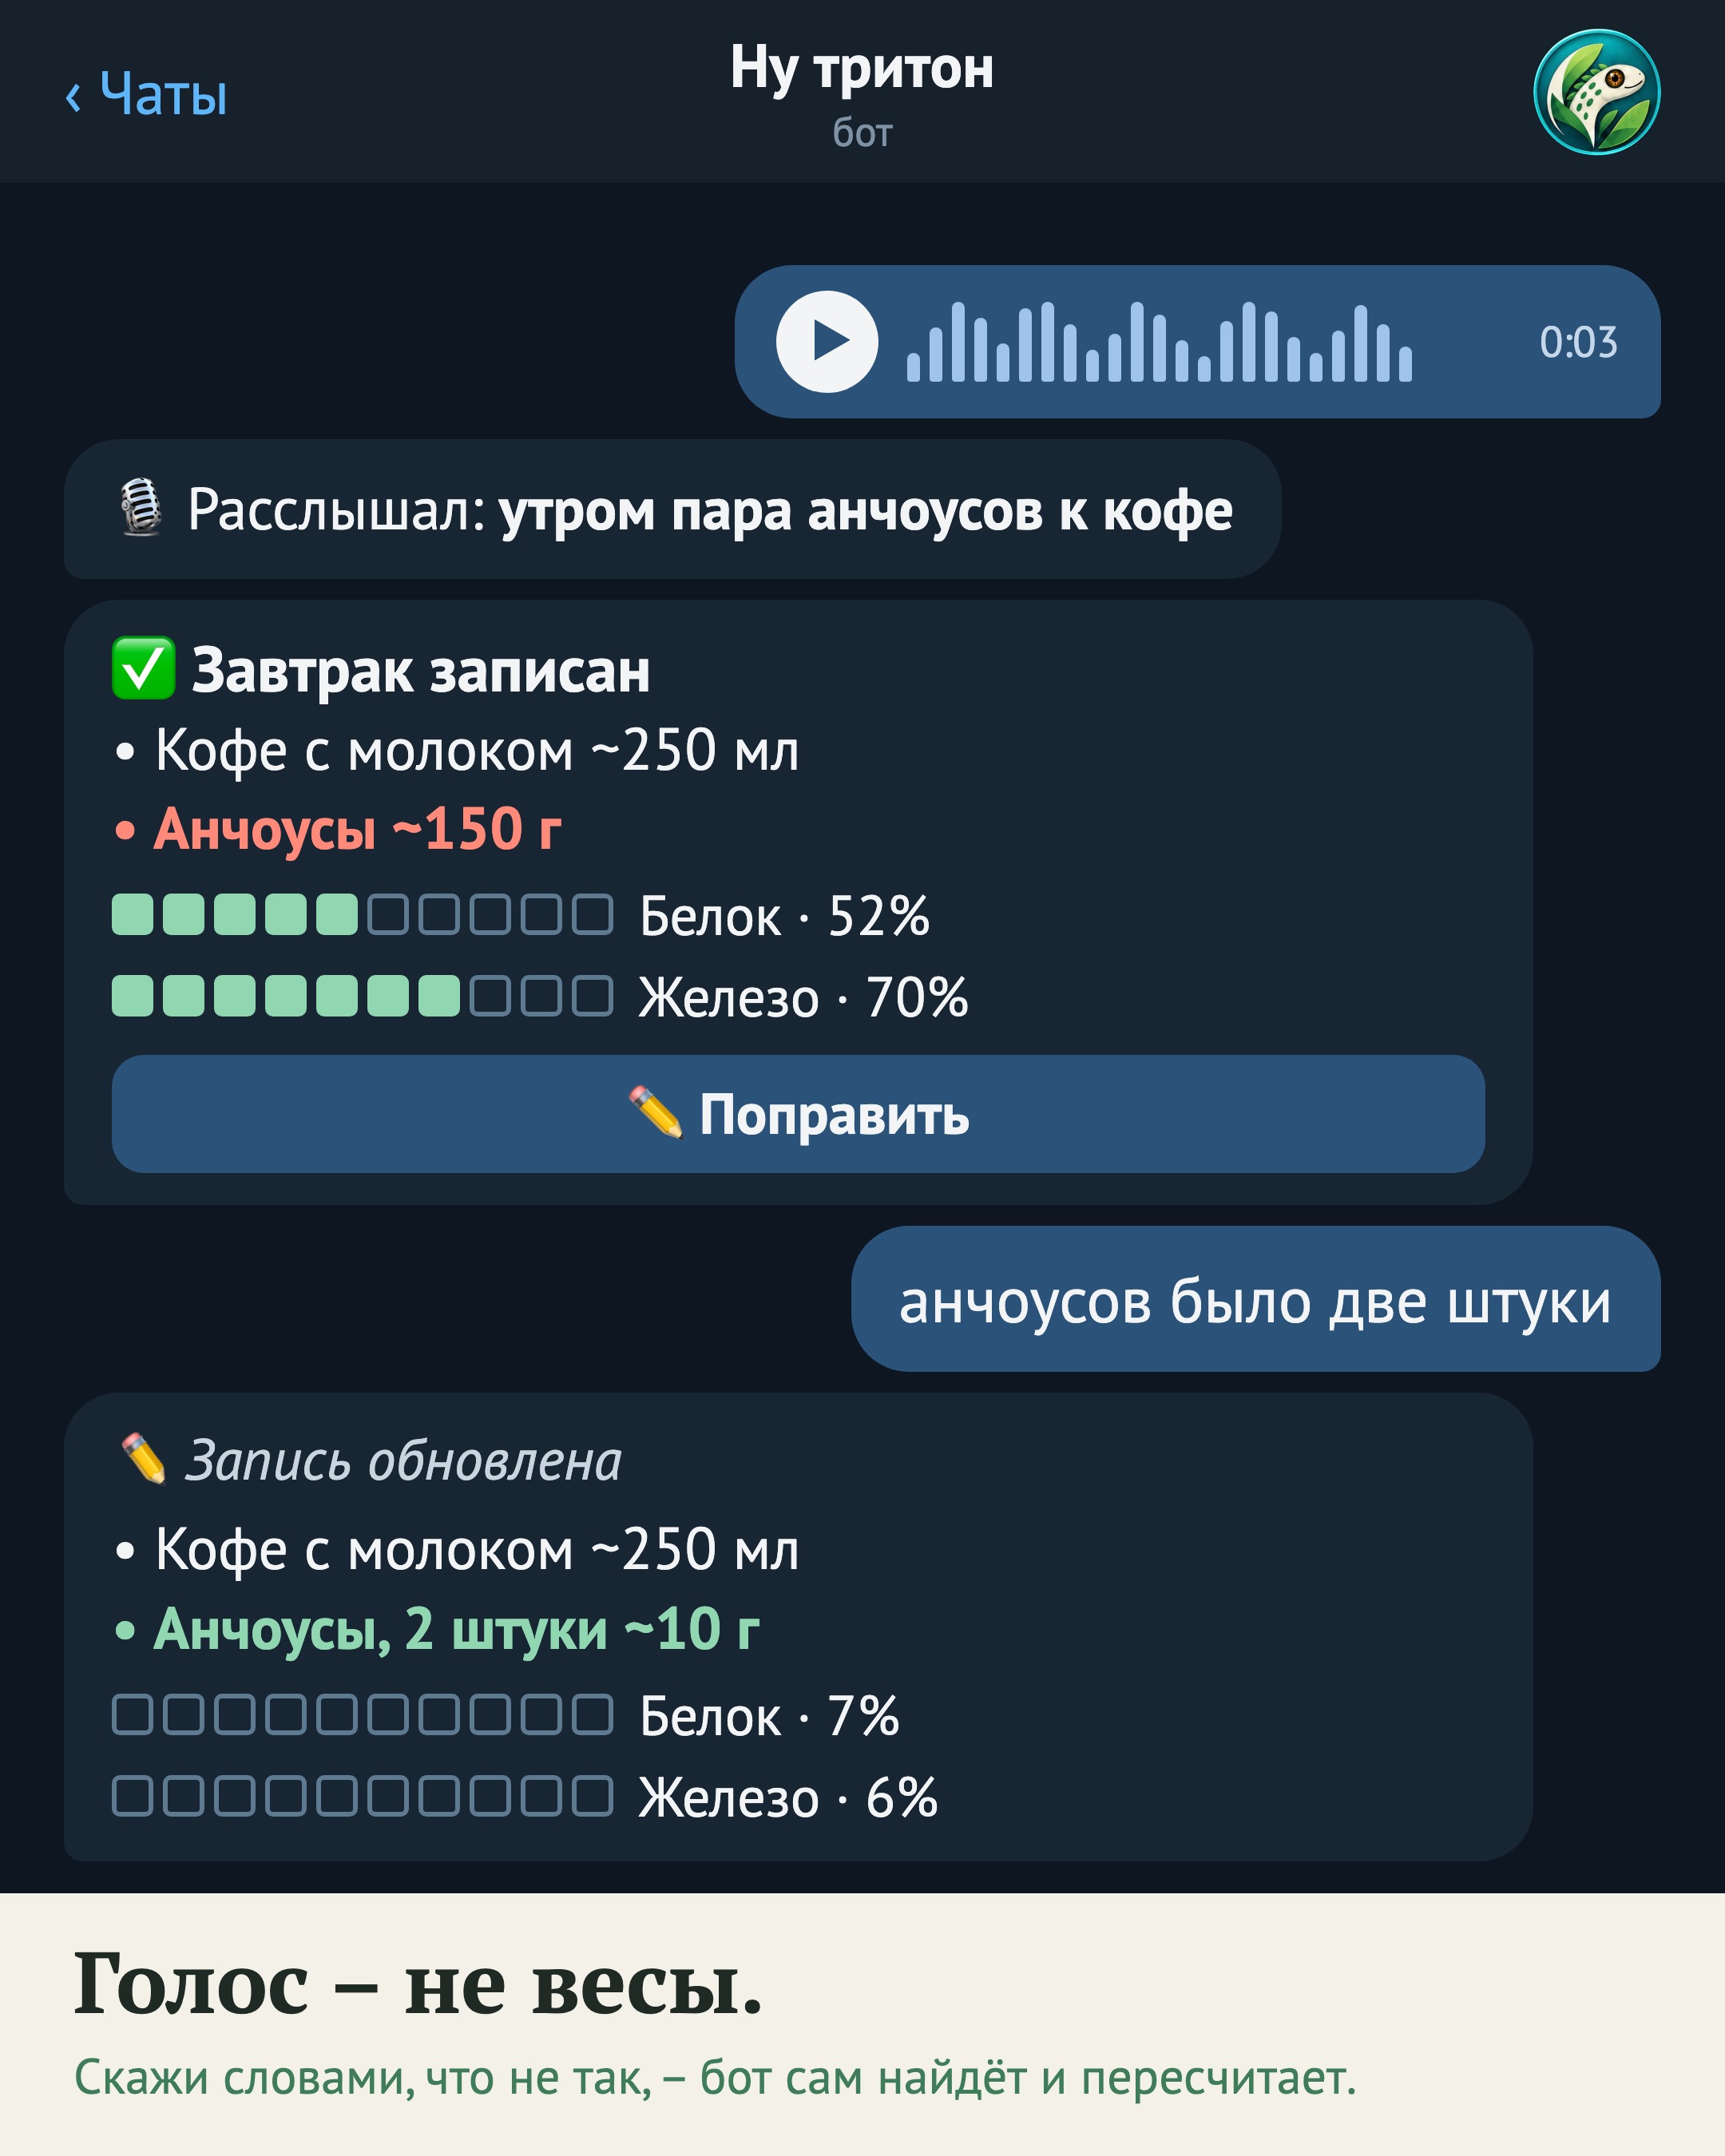 ‹ Чаты
Ну тритон
бот
0:03
🎙️ Расслышал: утром пара анчоусов к кофе
✅ Завтрак записан
• Кофе с молоком ~250 мл
• Анчоусы ~150 г
Белок · 52%
Железо · 70%
✏️ Поправить
анчоусов было две штуки
✏️ Запись обновлена
• Кофе с молоком ~250 мл
• Анчоусы, 2 штуки ~10 г
Белок · 7%
Железо · 6%
Голос – не весы.
Скажи словами, что не так, – бот сам найдёт и пересчитает.